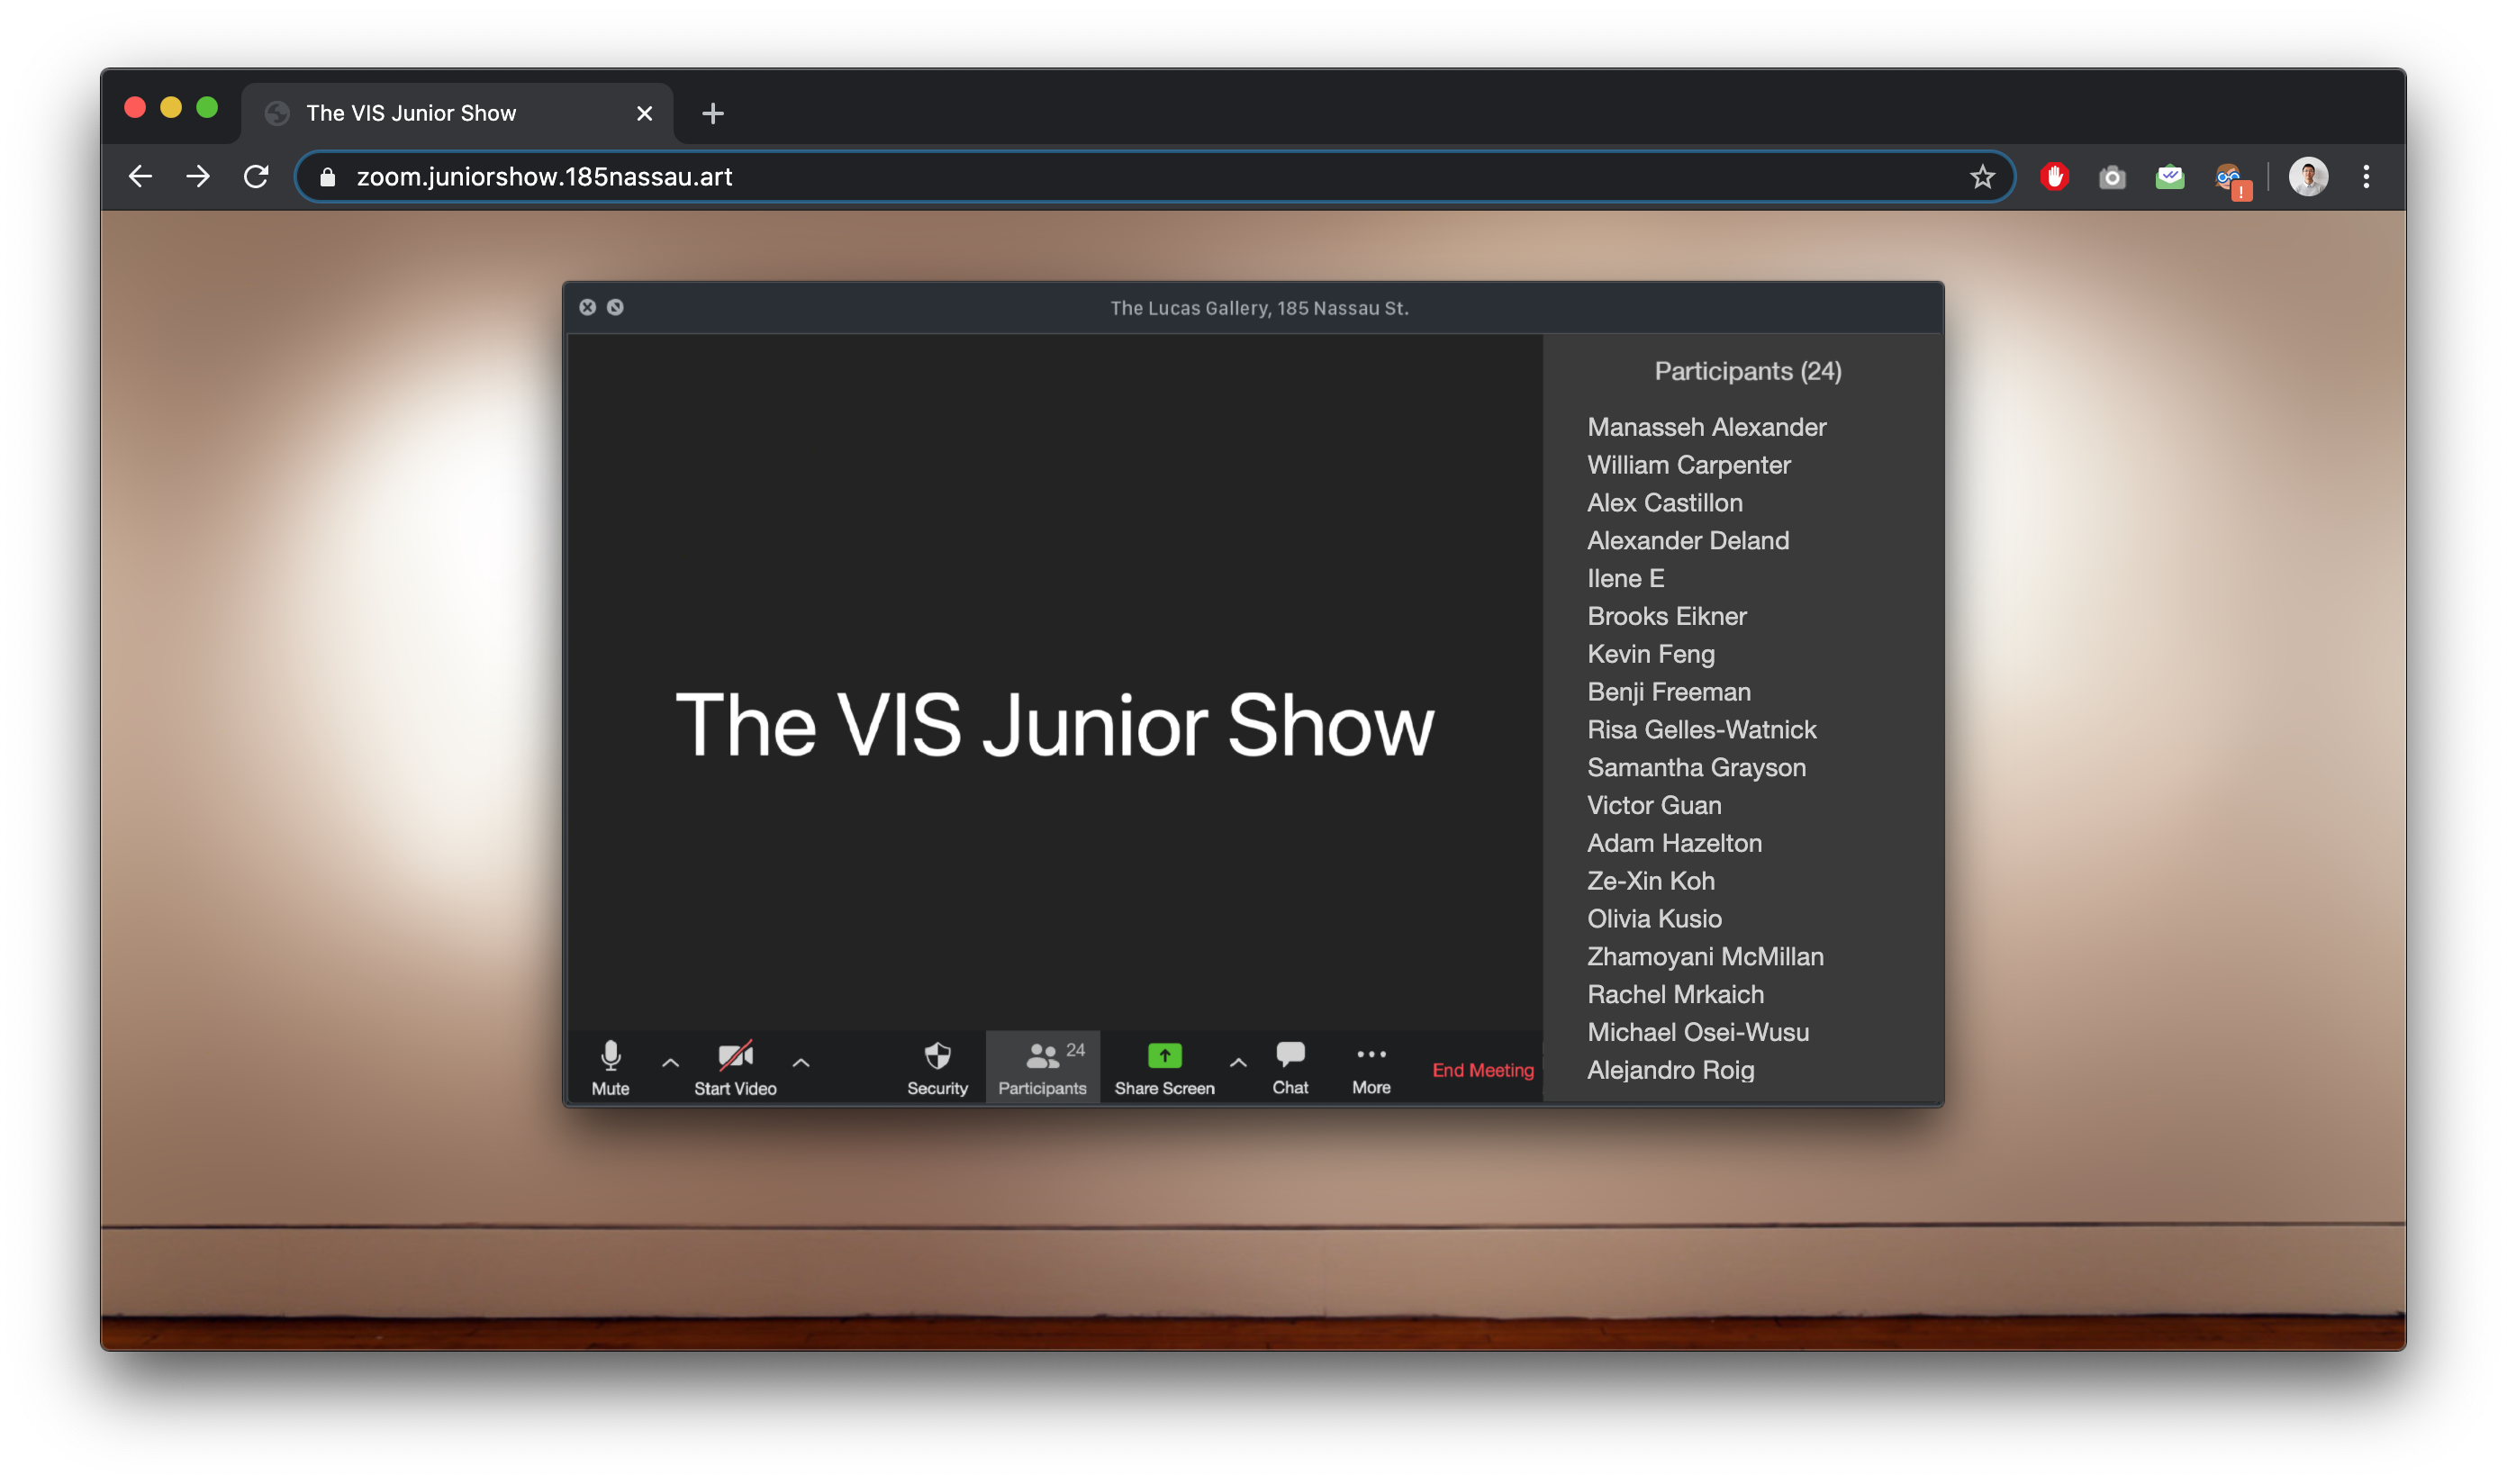 The VIS Junior Show
zoom.juniorshow.185nassau.art
The Lucas Gallery, 185 Nassau St.
The VIS Junior Show
Participants (24)
Manasseh Alexander
William Carpenter
Alex Castillon
Alexander Deland
Ilene E
Brooks Eikner
Kevin Feng
Benji Freeman
Risa Gelles-Watnick
Samantha Grayson
Victor Guan
Adam Hazelton
Ze-Xin Koh
Olivia Kusio
Zhamoyani McMillan
Rachel Mrkaich
Michael Osei-Wusu
Alejandro Roig
24
Mute Start Video Security Participants Share Screen Chat More End Meeting